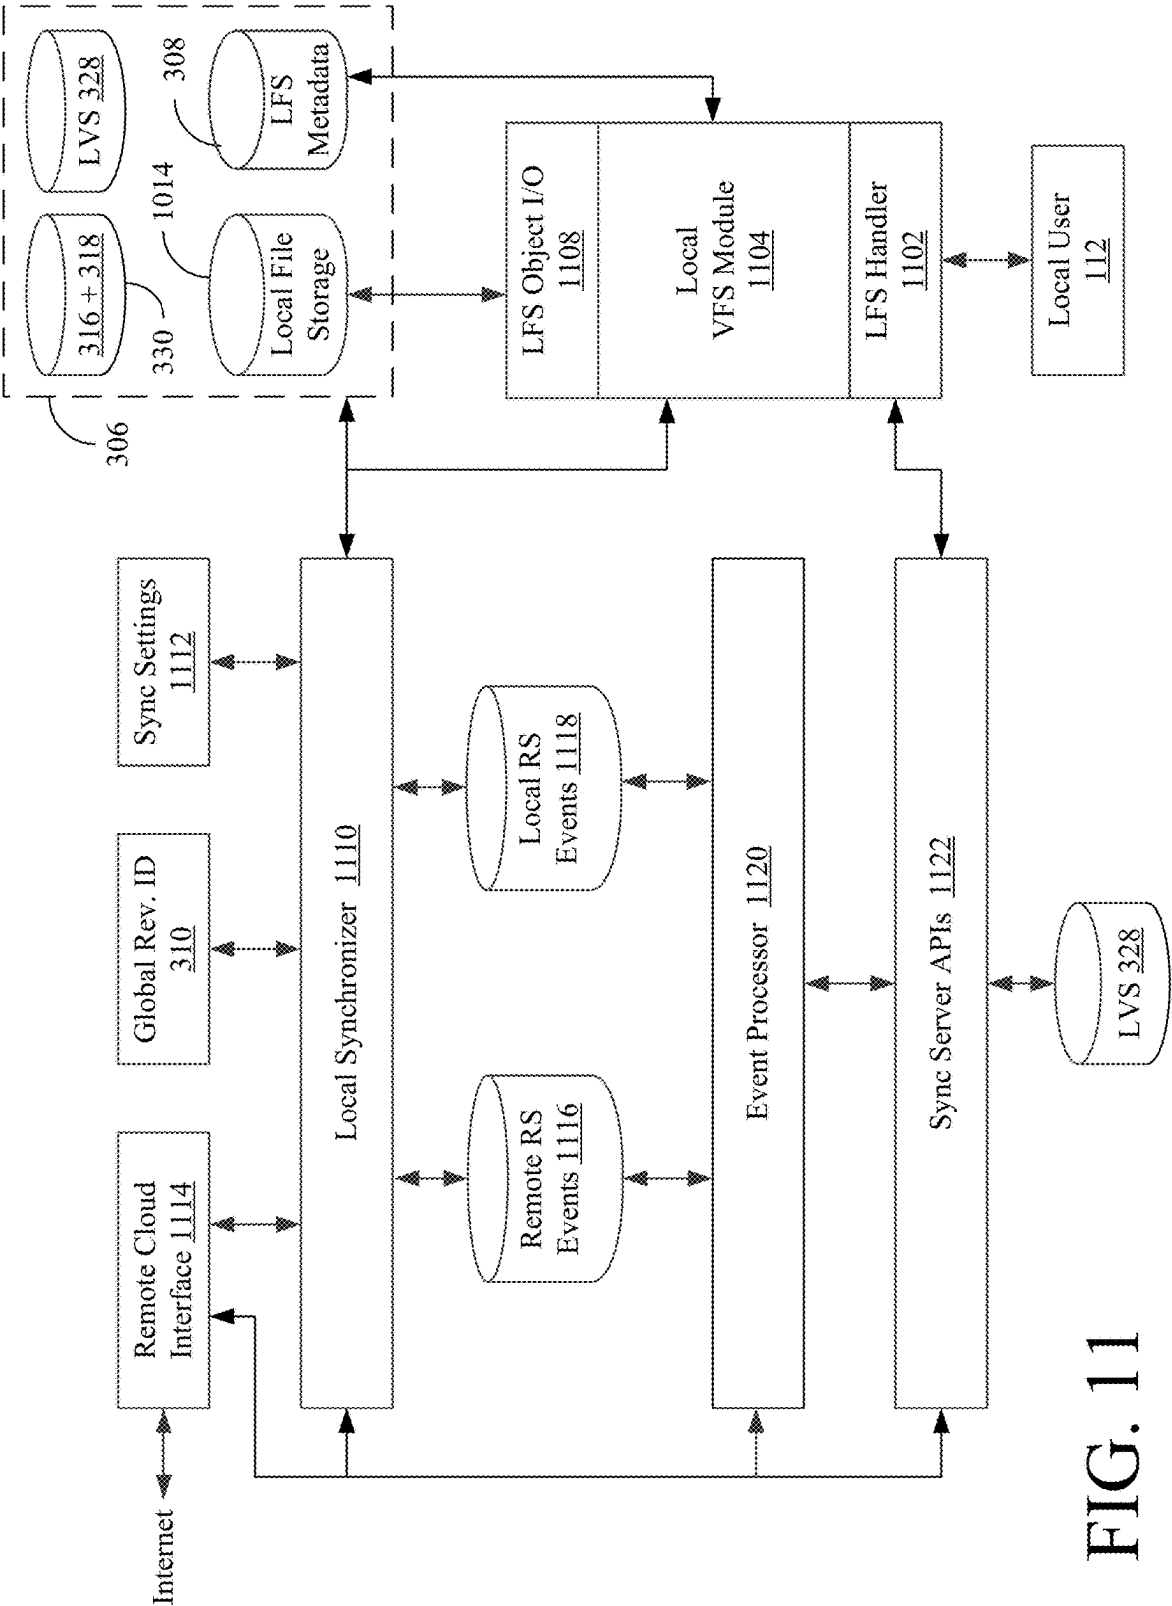 Internet
Remote Cloud
Interface 1114
Global Rev. ID
310
Sync Settings
1112
306
316 + 318
330
LVS 328
1014
Local File
Storage
308
LFS
Metadata
Local Synchronizer 1110
Remote RS
Events 1116
Local RS
Events 1118
LFS Object I/O
1108
Local
VFS Module
1104
LFS Handler
1102
Event Processor 1120
Sync Server APIs 1122
LVS 328
Local User
112
FIG. 11